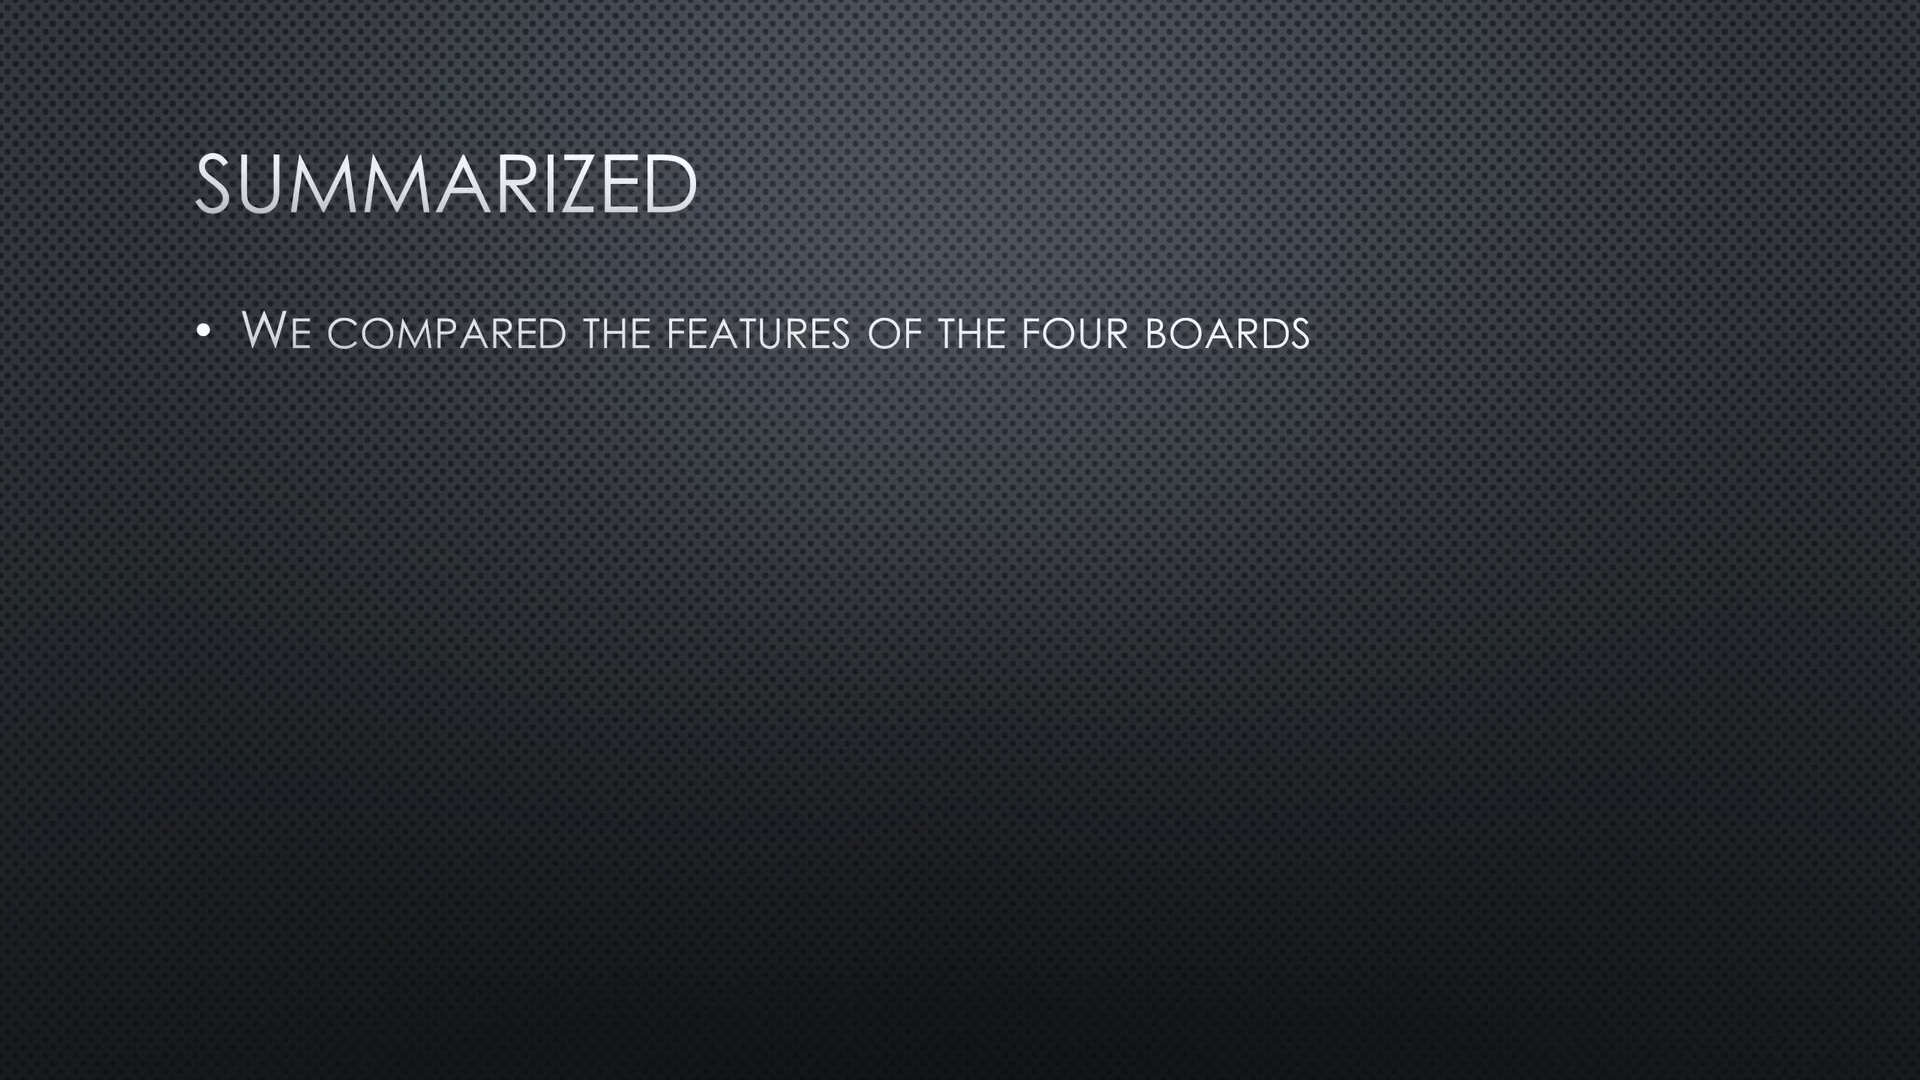 SUMMARIZED
• WE COMPARED THE FEATURES OF THE FOUR BOARDS